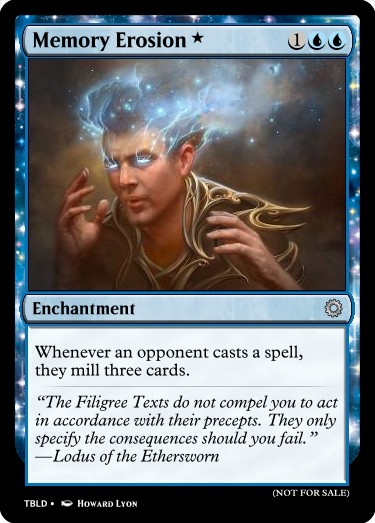 Memory Erosion ★ 1
Enchantment
Whenever an opponent casts a spell,
they mill three cards.
“The Filigree Texts do not compel you to act
in accordance with their precepts. They only
specify the consequences should you fail.”
—Lodus of the Ethersworn
(NOT FOR SALE)
TBLD • Howard Lyon